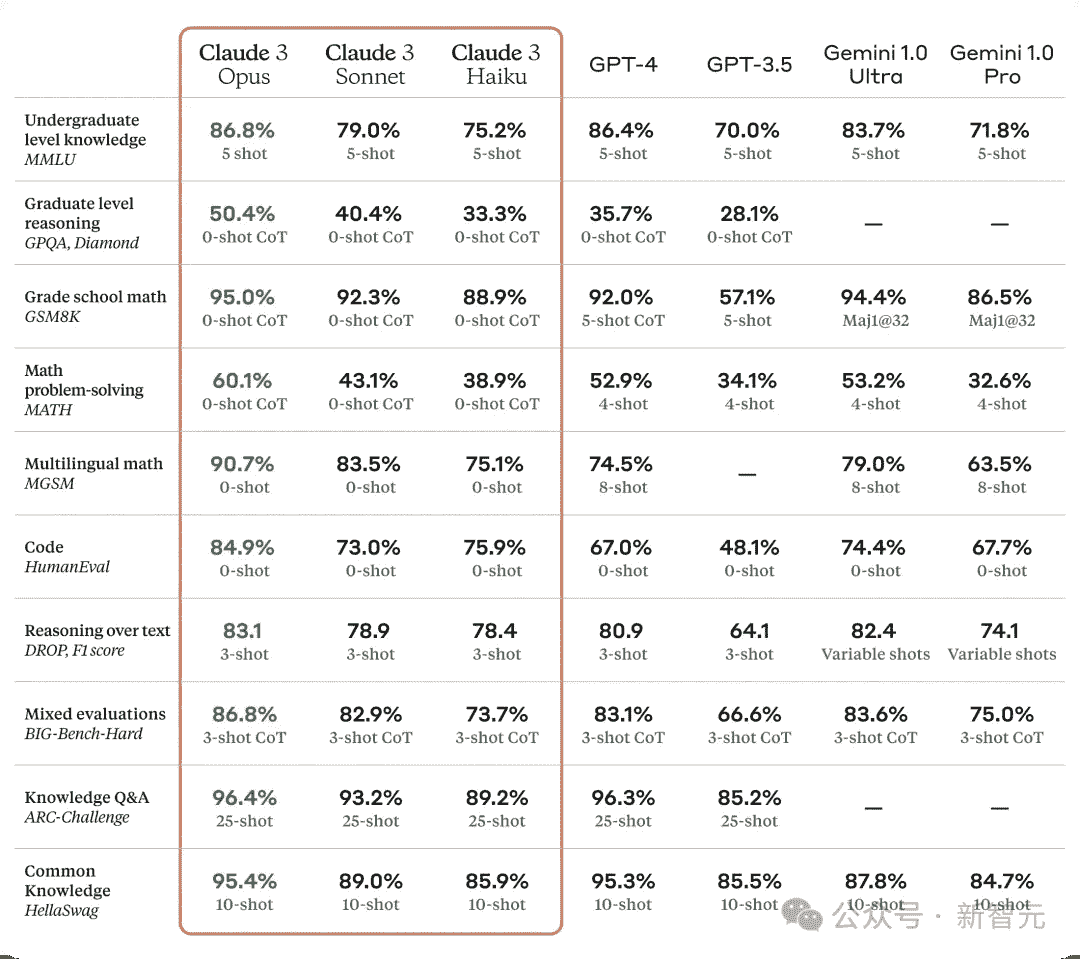 Claude 3 Opus Claude 3 Sonnet Claude 3 Haiku GPT-4 GPT-3.5 Gemini 1.0 Ultra Gemini 1.0 Pro
Undergraduate
level knowledge
MMLU
86.8% 79.0% 75.2% 86.4% 70.0% 83.7% 71.8%
5 shot 5-shot 5-shot 5-shot 5-shot 5-shot 5-shot
Graduate level
reasoning
GPQA, Diamond
50.4% 40.4% 33.3% 35.7% 28.1% — —
0-shot CoT 0-shot CoT 0-shot CoT 0-shot CoT 0-shot CoT
Grade school math
GSM8K
95.0% 92.3% 88.9% 92.0% 57.1% 94.4% 86.5%
0-shot CoT 0-shot CoT 0-shot CoT 5-shot CoT 5-shot Maj1@32 Maj1@32
Math
problem-solving
MATH
60.1% 43.1% 38.9% 52.9% 34.1% 53.2% 32.6%
0-shot CoT 0-shot CoT 0-shot CoT 4-shot 4-shot 4-shot 4-shot
Multilingual math
MGSM
90.7% 83.5% 75.1% 74.5% — 79.0% 63.5%
0-shot 0-shot 0-shot 8-shot 8-shot 8-shot
Code
HumanEval
84.9% 73.0% 75.9% 67.0% 48.1% 74.4% 67.7%
0-shot 0-shot 0-shot 0-shot 0-shot 0-shot 0-shot
Reasoning over text
DROP, F1 score
83.1 78.9 78.4 80.9 64.1 82.4 74.1
3-shot 3-shot 3-shot 3-shot 3-shot Variable shots Variable shots
Mixed evaluations
BIG-Bench-Hard
86.8% 82.9% 73.7% 83.1% 66.6% 83.6% 75.0%
3-shot CoT 3-shot CoT 3-shot CoT 3-shot CoT 3-shot CoT 3-shot CoT 3-shot CoT
Knowledge Q&A
ARC-Challenge
96.4% 93.2% 89.2% 96.3% 85.2% — —
25-shot 25-shot 25-shot 25-shot 25-shot
Common
Knowledge
HellaSwag
95.4% 89.0% 85.9% 95.3% 85.5% 87.8% 84.7%
10-shot 10-shot 10-shot 10-shot 10-shot 10-shot 10-shot
公众号 · 新智元